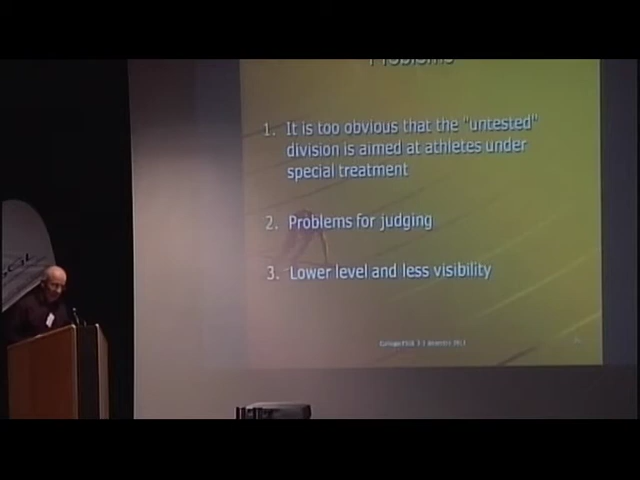 Problems
1. It is too obvious that the "untested"
division is aimed at athletes under
special treatment
2. Problems for judging
3. Lower level and less visibility